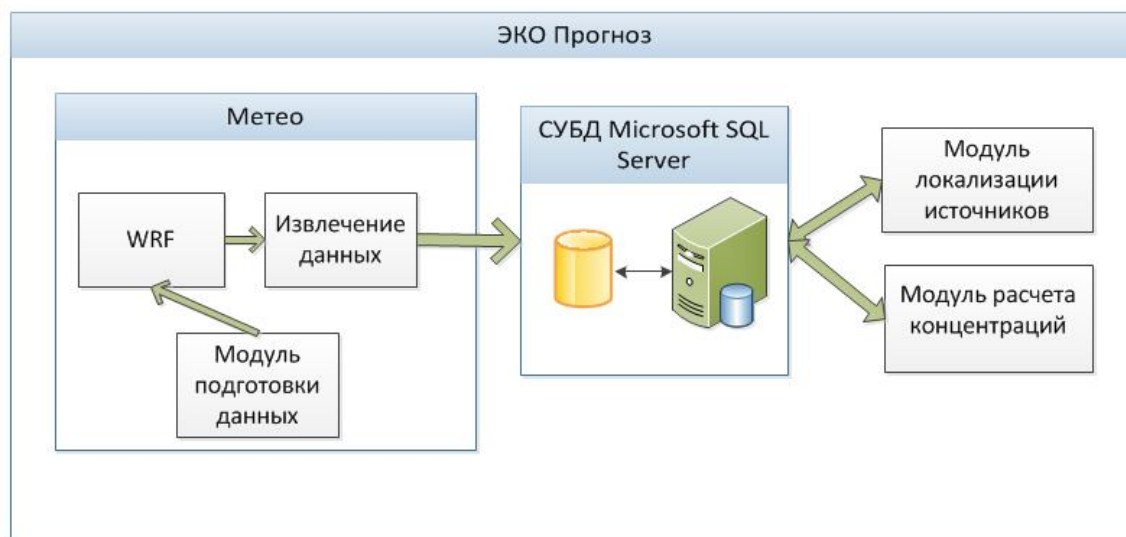 ЭКО Прогноз
Метео
WRF
Извлечение
данных
Модуль
подготовки
данных
СУБД Microsoft SQL
Server
Модуль
локализации
источников
Модуль расчета
концентраций